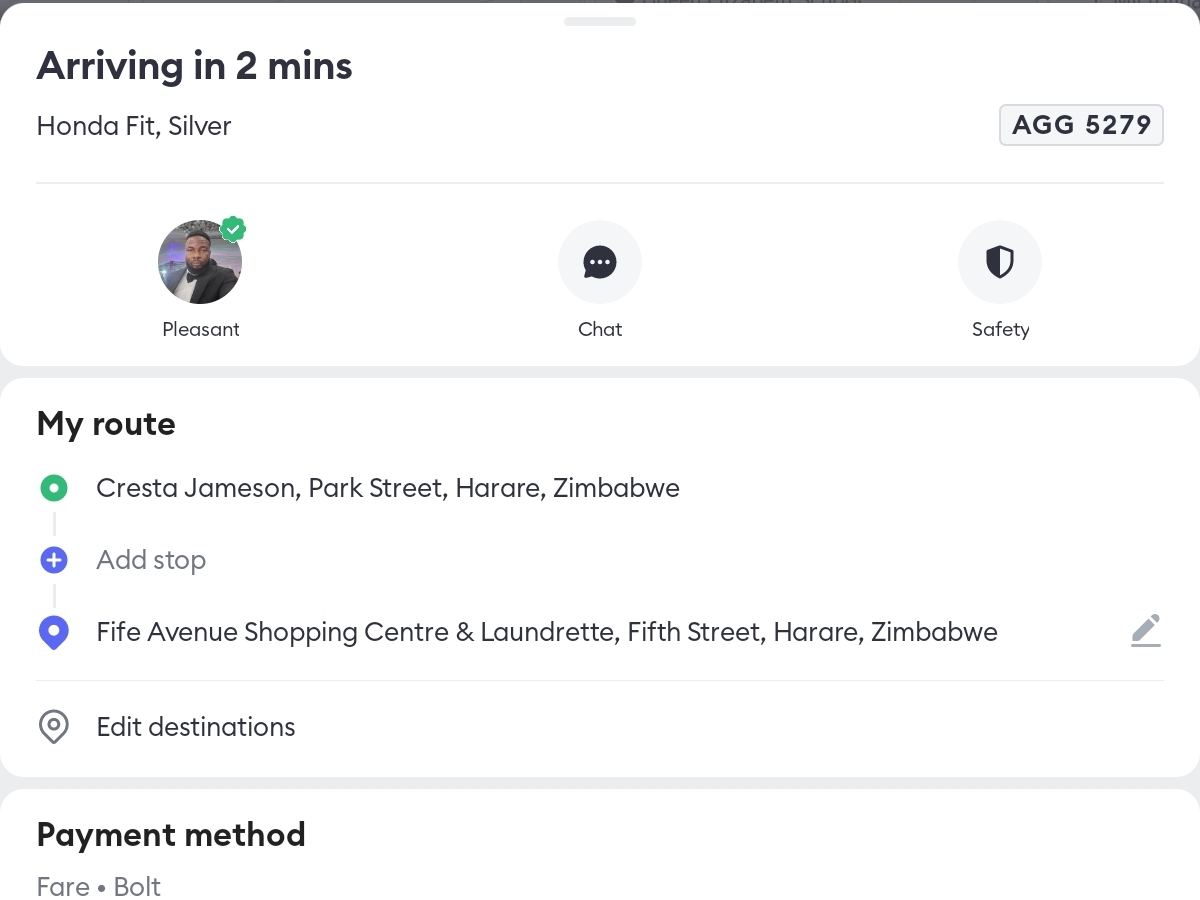 Arriving in 2 mins
Honda Fit, Silver
AGG 5279
Pleasant
Chat
Safety
My route
Cresta Jameson, Park Street, Harare, Zimbabwe
Add stop
Fife Avenue Shopping Centre & Laundrette, Fifth Street, Harare, Zimbabwe
Edit destinations
Payment method
Fare • Bolt